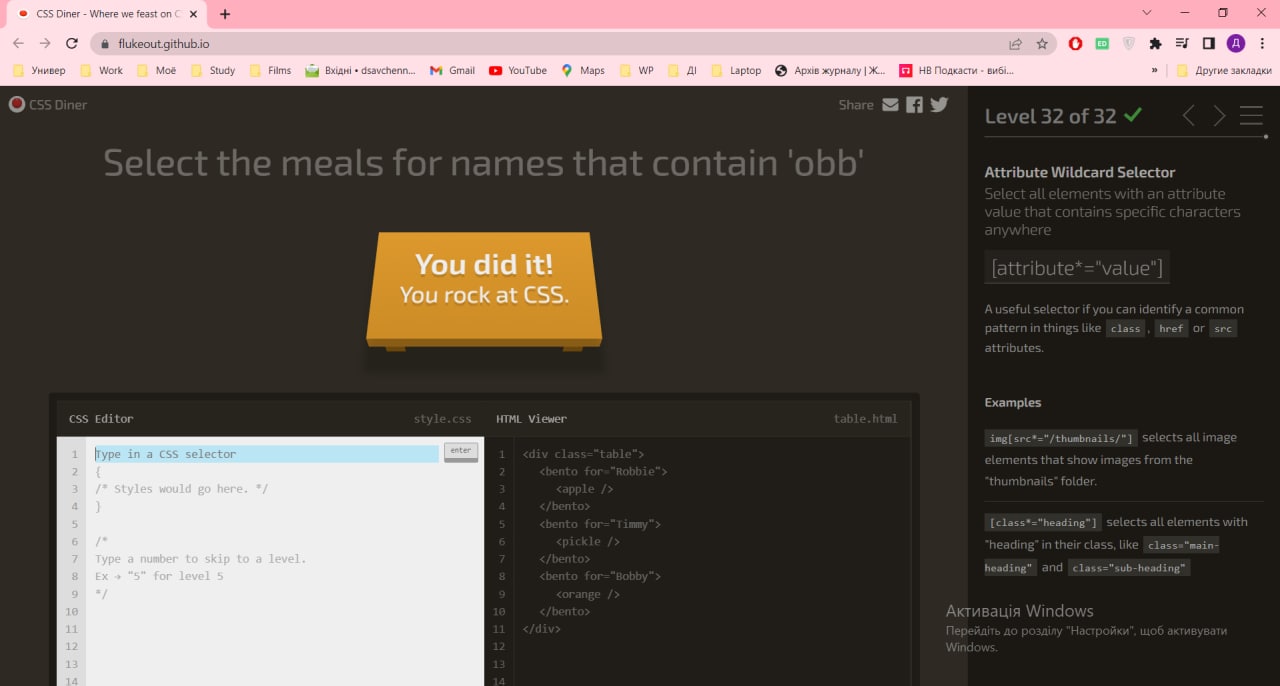 CSS Diner - Where we feast on C
flukeout.github.io
Универ Work Моё Study Films Вхідні • dsavchenn... Gmail YouTube Maps WP ДІ Laptop Архів журналу | Ж... НВ Подкасти - вибі... » Другие закладки
CSS Diner
Share
Select the meals for names that contain 'obb'
You did it!
You rock at CSS.
CSS Editor style.css
1 Type in a CSS selector enter
2 {
3 /* Styles would go here. */
4 }
5
6 /*
7 Type a number to skip to a level.
8 Ex → "5" for level 5
9 */
10
11
12
13
14
HTML Viewer table.html
1 <div class="table">
2 <bento for="Robbie">
3 <apple />
4 </bento>
5 <bento for="Timmy">
6 <pickle />
7 </bento>
8 <bento for="Bobby">
9 <orange />
10 </bento>
11 </div>
12
13
14
Level 32 of 32
Attribute Wildcard Selector
Select all elements with an attribute
value that contains specific characters
anywhere
[attribute*="value"]
A useful selector if you can identify a common
pattern in things like class , href or src
attributes.
Examples
img[src*="/thumbnails/"] selects all image
elements that show images from the
"thumbnails" folder.
[class*="heading"] selects all elements with
"heading" in their class, like class="main-
heading" and class="sub-heading"
Активація Windows
Перейдіть до розділу "Настройки", щоб активувати
Windows.
ED
Д